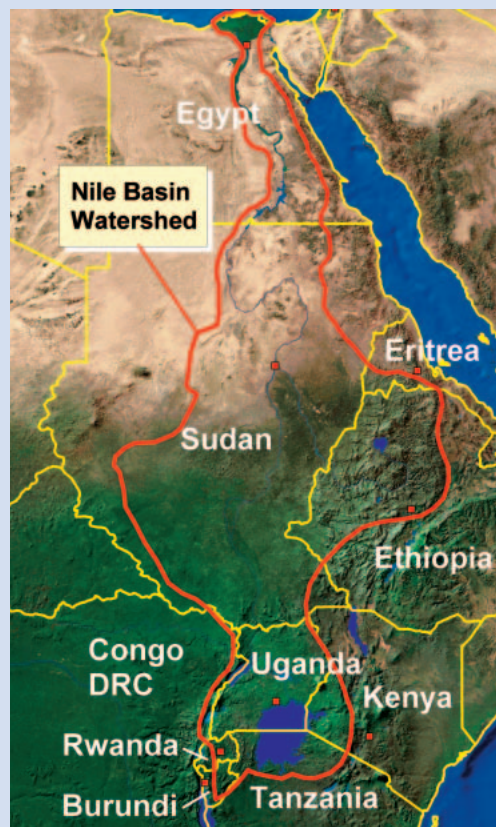 Egypt
Nile Basin
Watershed
Eritrea
Sudan
Ethiopia
Congo
DRC
Uganda
Kenya
Rwanda
Burundi
Tanzania